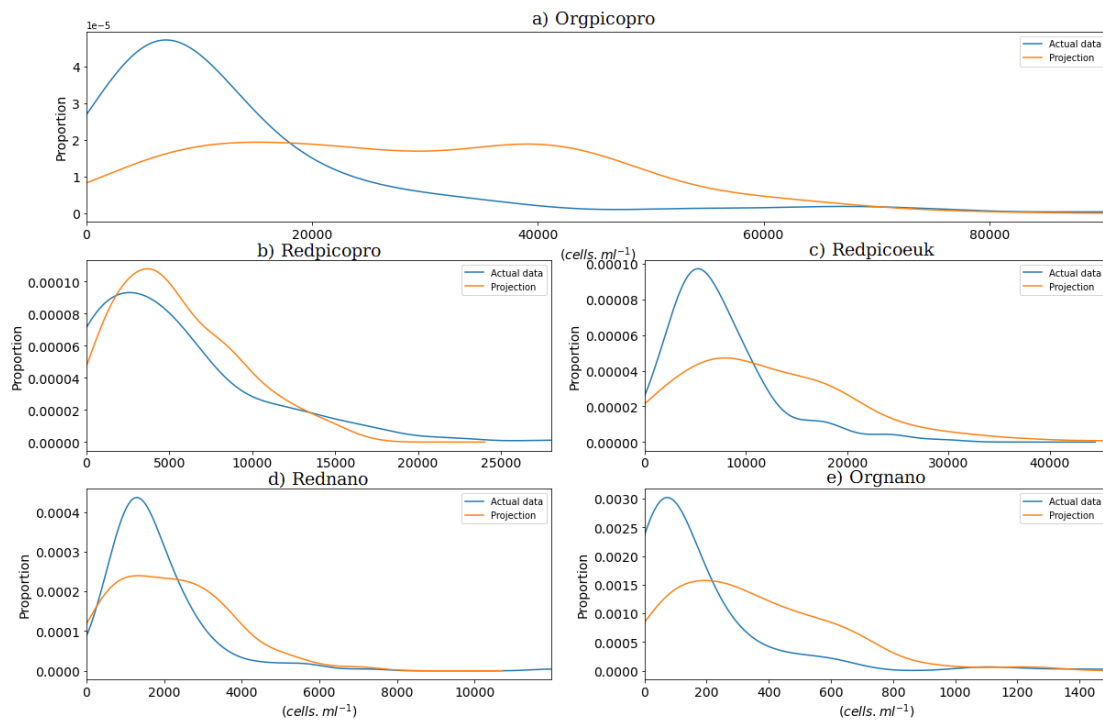 a) Orgpicopro
1e−5
Actual data
Projection
Proportion
4
3
2
1
0
0 20000 40000 60000 80000
(cells. ml⁻¹)
b) Redpicopro
Actual data
Projection
Proportion
0.00010
0.00008
0.00006
0.00004
0.00002
0.00000
0 5000 10000 15000 20000 25000
c) Redpicoeuk
Actual data
Projection
Proportion
0.00010
0.00008
0.00006
0.00004
0.00002
0.00000
0 10000 20000 30000 40000
d) Rednano
Actual data
Projection
Proportion
0.0004
0.0003
0.0002
0.0001
0.0000
0 2000 4000 6000 8000 10000
(cells. ml⁻¹)
e) Orgnano
Actual data
Projection
Proportion
0.0030
0.0025
0.0020
0.0015
0.0010
0.0005
0.0000
0 200 400 600 800 1000 1200 1400
(cells. ml⁻¹)